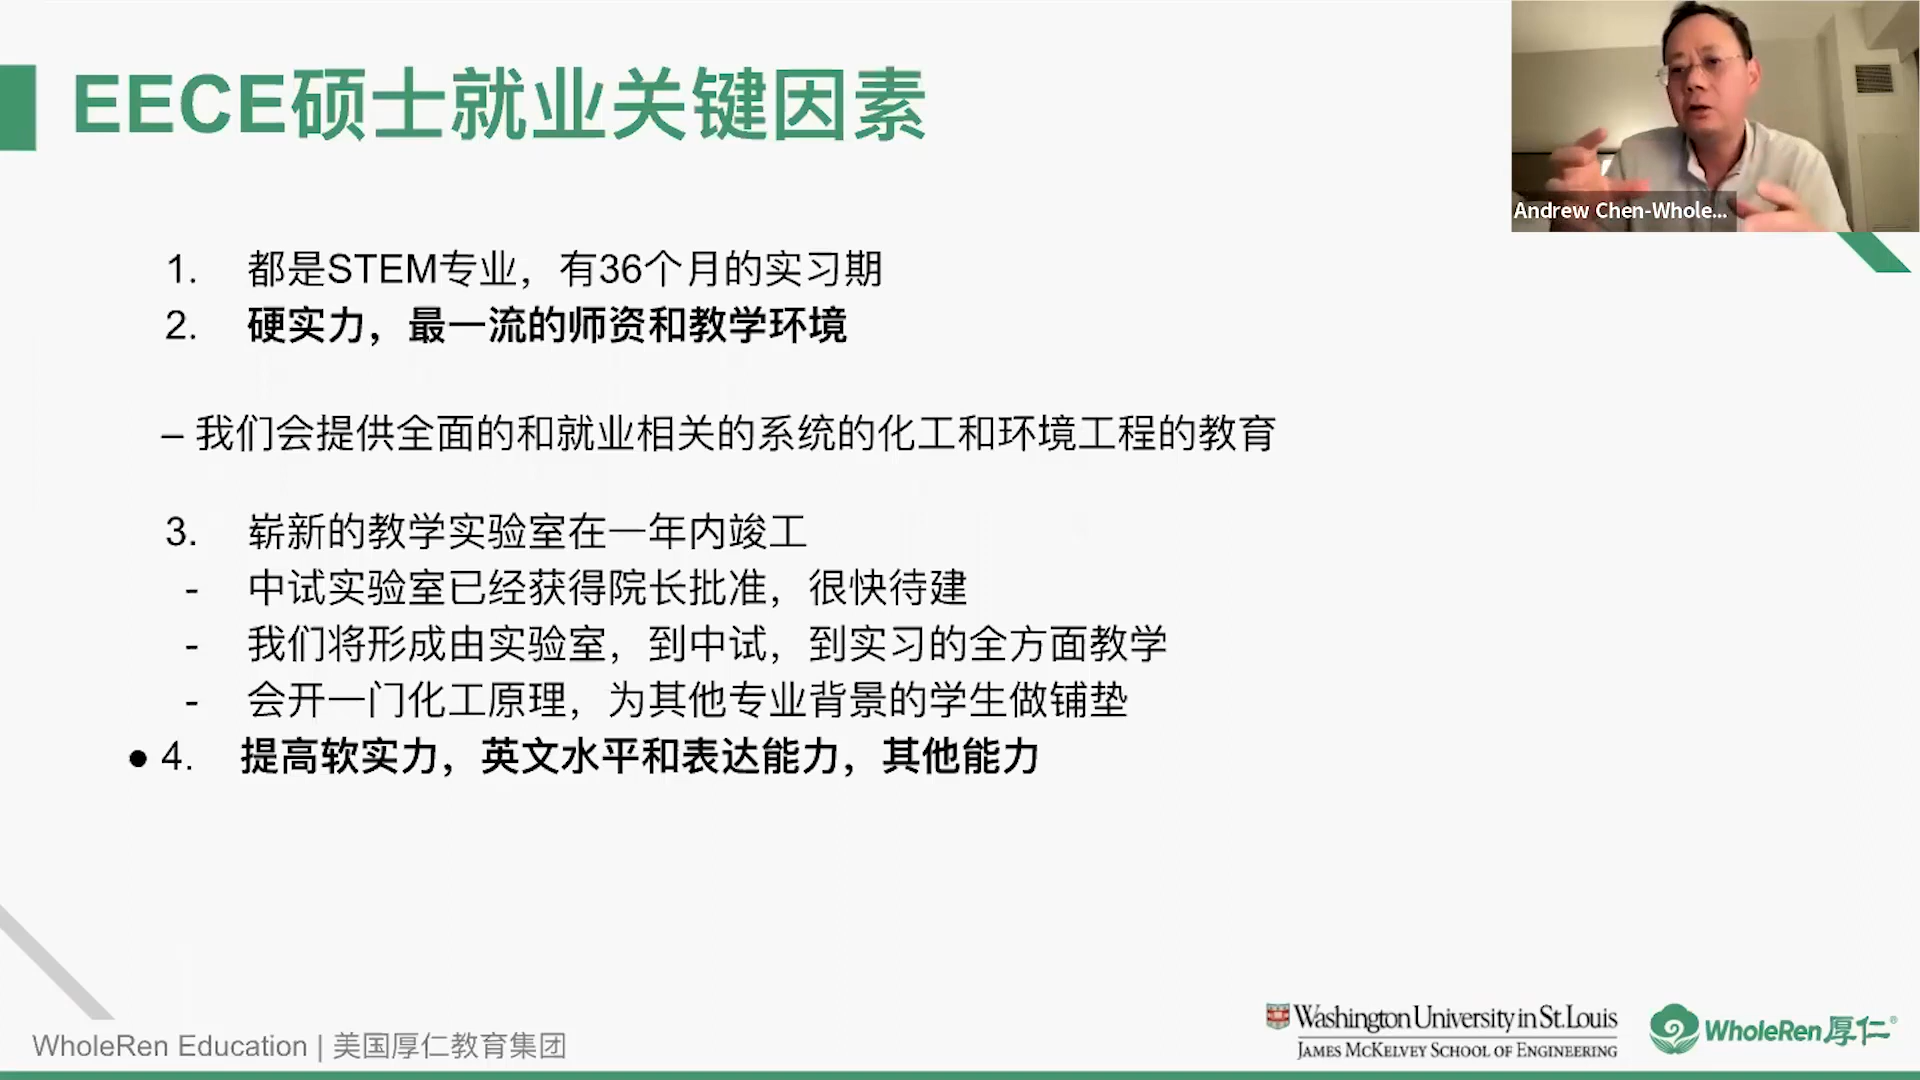 EECE硕士就业关键因素
Andrew Chen-Whole...
1. 都是STEM专业，有36个月的实习期
2. 硬实力，最一流的师资和教学环境
– 我们会提供全面的和就业相关的系统的化工和环境工程的教育
3. 崭新的教学实验室在一年内竣工
- 中试实验室已经获得院长批准，很快待建
- 我们将形成由实验室，到中试，到实习的全方面教学
- 会开一门化工原理，为其他专业背景的学生做铺垫
● 4. 提高软实力，英文水平和表达能力，其他能力
WholeRen Education | 美国厚仁教育集团
Washington University in St. Louis
JAMES MCKELVEY SCHOOL OF ENGINEERING
WholeRen厚仁®